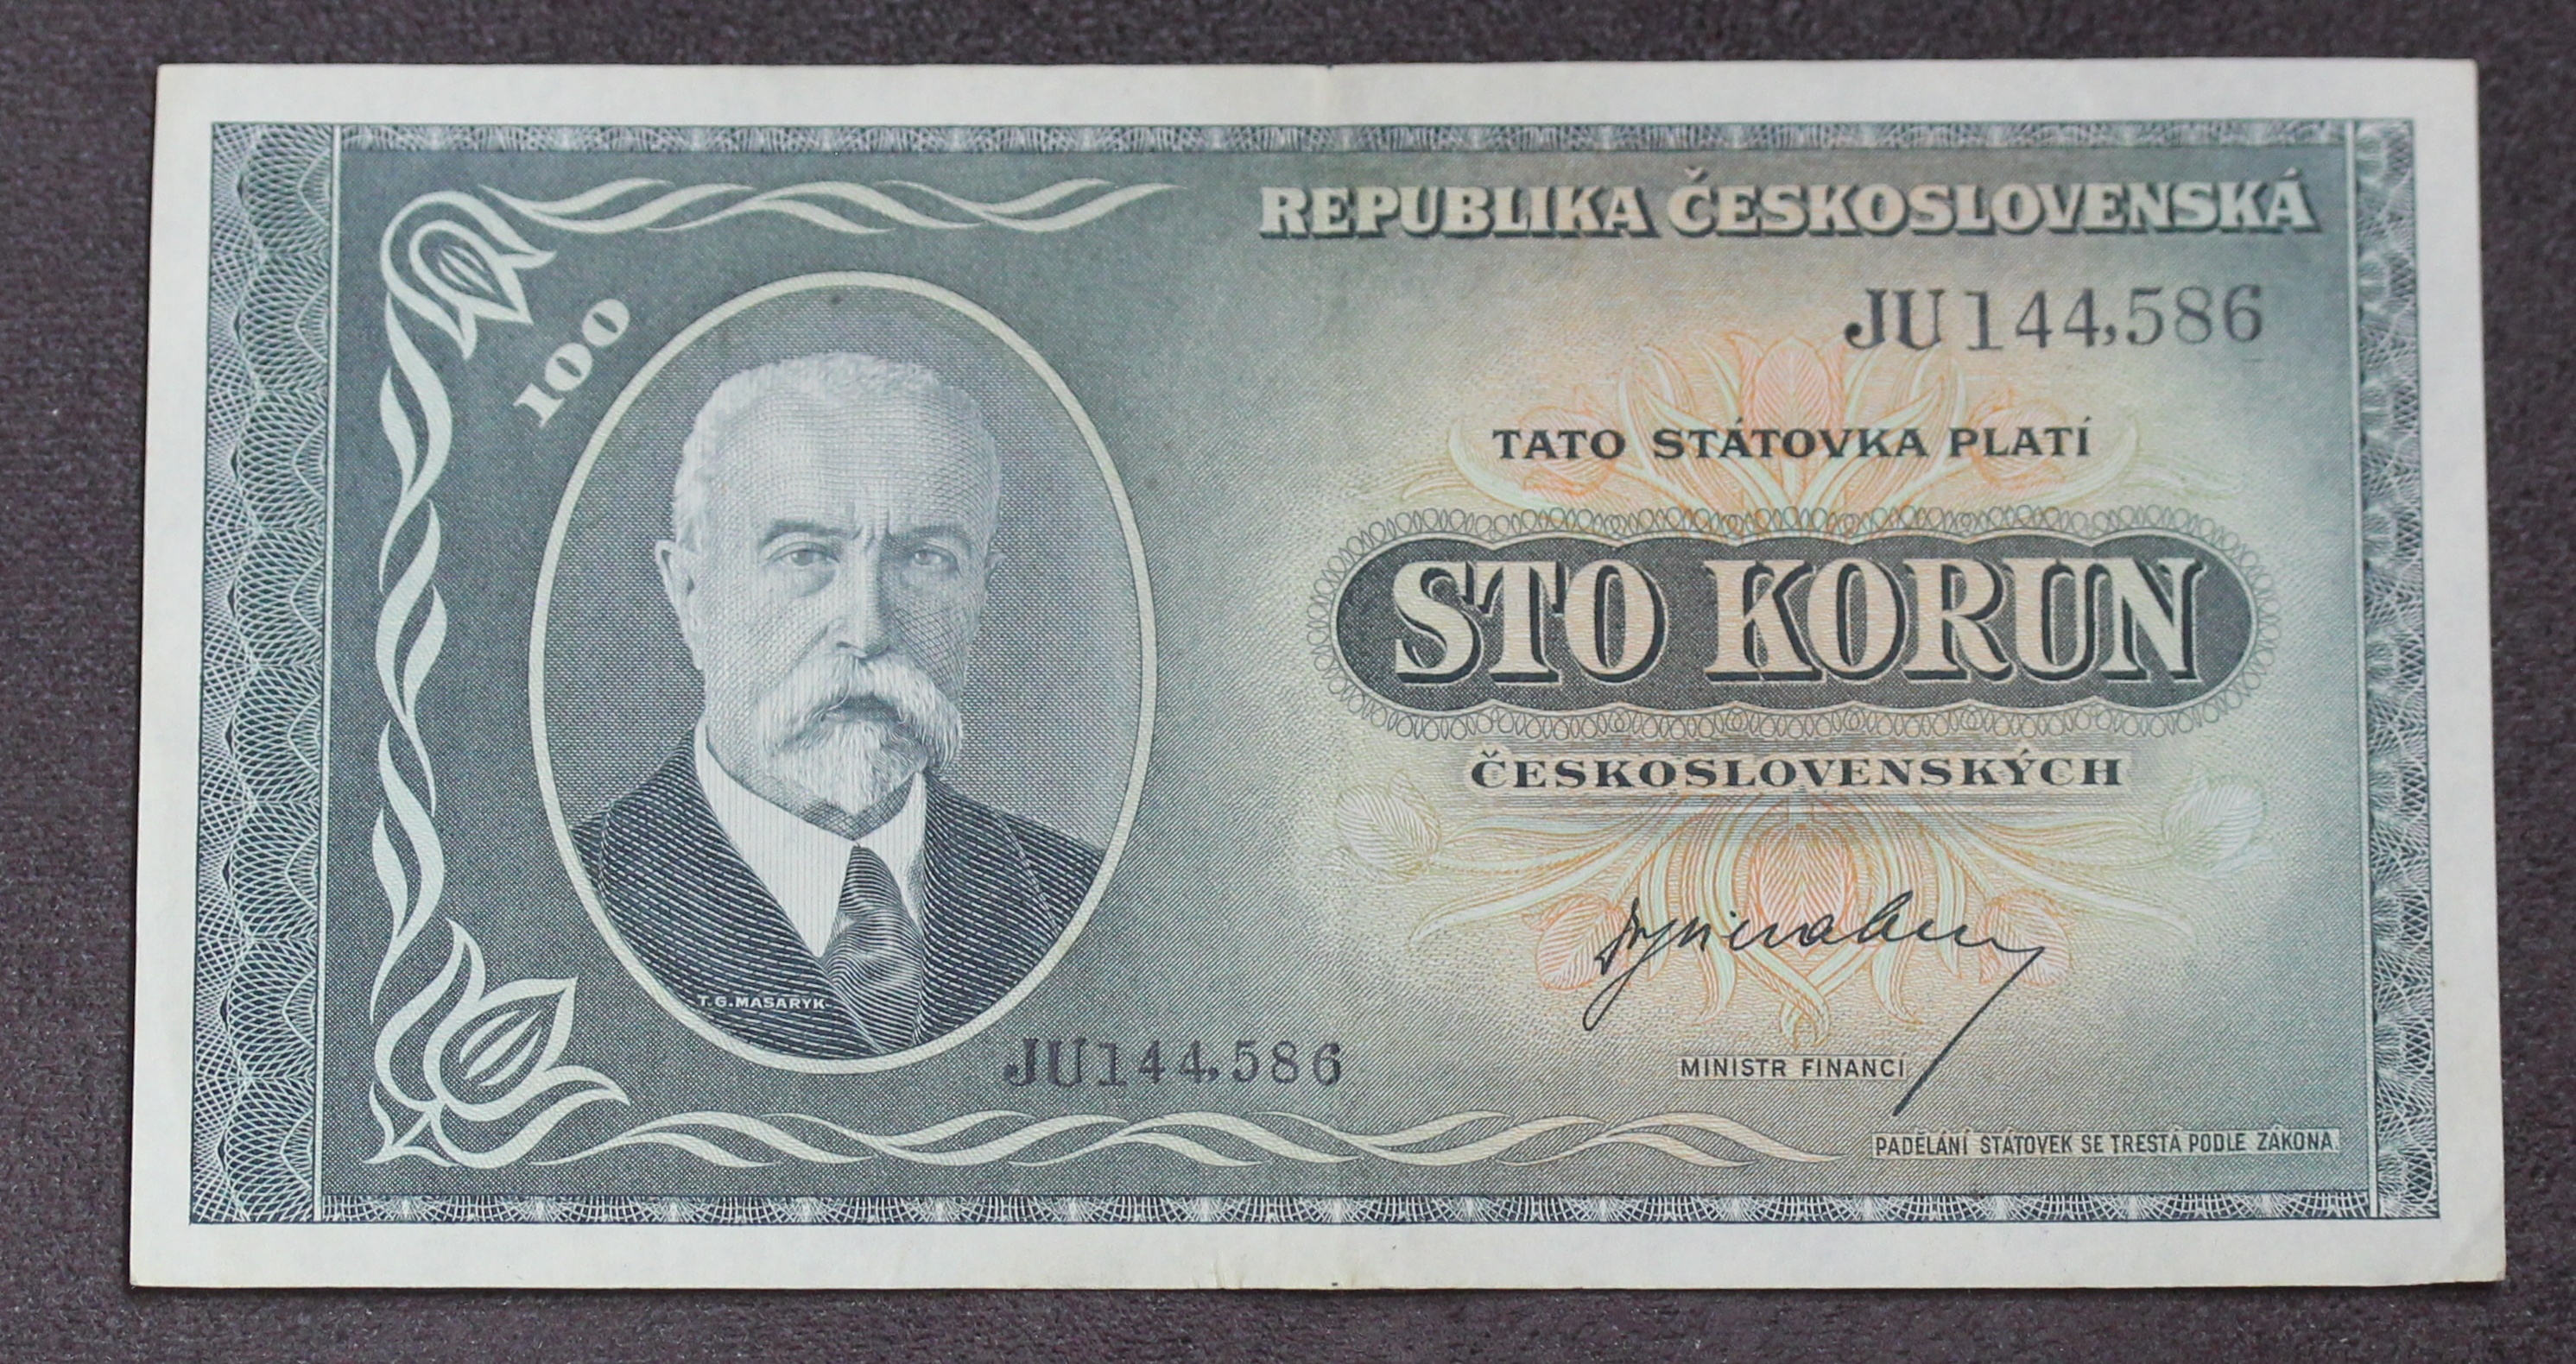 REPUBLIKA ČESKOSLOVENSKÁ
100
JU144,586
TATO STÁTOVKA PLATÍ
STO KORUN
ČESKOSLOVENSKÝCH
T.G.MASARYK
JU144,586
MINISTR FINANCÍ
PADĚLÁNÍ STÁTOVEK SE TRESTÁ PODLE ZÁKONA.